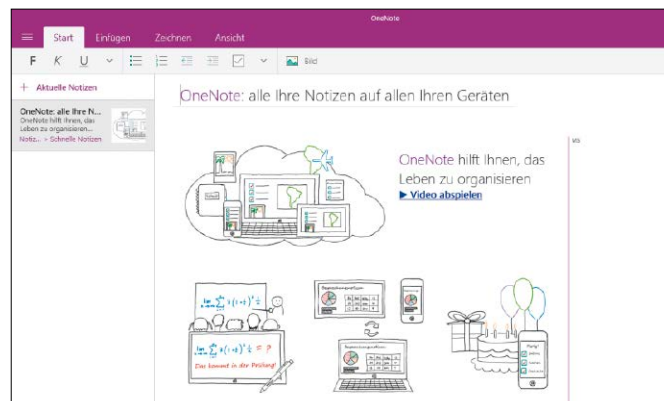 OneNote
Start Einfügen Zeichnen Ansicht
F K U Bild
+ Aktuelle Notizen
OneNote: alle Ihre N...
OneNote hilft Ihnen, das
Leben zu organisieren...
Notiz... » Schnelle Notizen
OneNote: alle Ihre Notizen auf allen Ihren Geräten
OneNote hilft Ihnen, das
Leben zu organisieren
Video abspielen
Das kommt in der Prüfung!
Party!